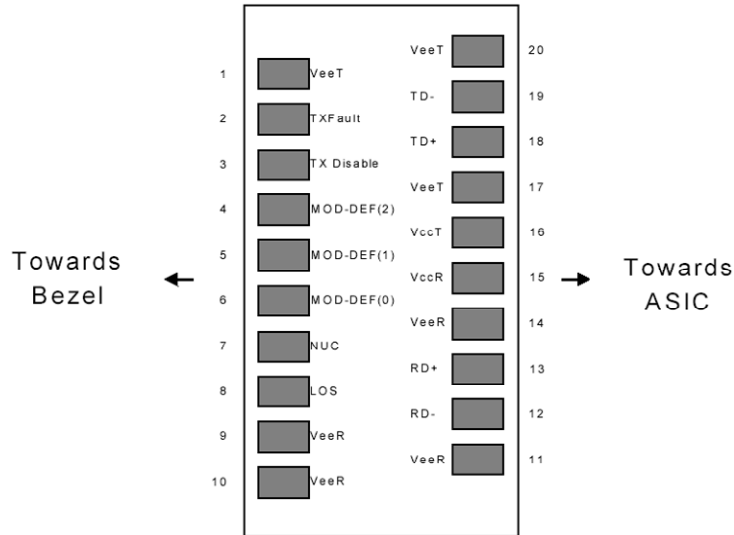 1 VeeT
2 TXFault
3 TX Disable
4 MOD-DEF(2)
5 MOD-DEF(1)
6 MOD-DEF(0)
7 NUC
8 LOS
9 VeeR
10 VeeR
VeeT 20
TD- 19
TD+ 18
VeeT 17
VccT 16
VccR 15
VeeR 14
RD+ 13
RD- 12
VeeR 11
Towards
Bezel
Towards
ASIC